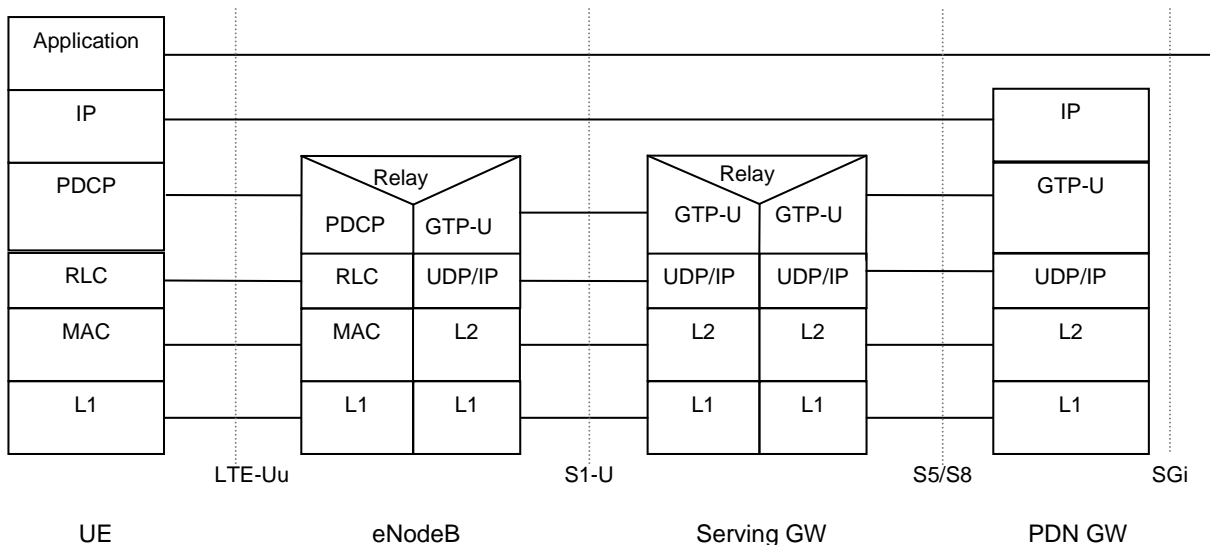 Application
IP IP
Relay Relay
PDCP GTP-U
PDCP GTP-U GTP-U GTP-U
RLC RLC UDP/IP UDP/IP UDP/IP UDP/IP
MAC MAC L2 L2 L2 L2
L1 L1 L1 L1 L1 L1
LTE-Uu S1-U S5/S8 SGi
UE eNodeB Serving GW PDN GW